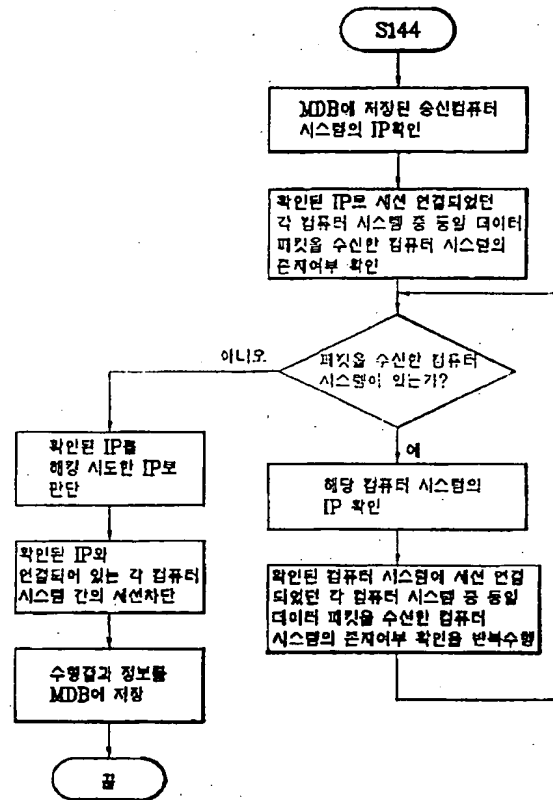 S144
MDB에 저장된 송신컴퓨터
시스템의 IP확인
확인된 IP로 세션 연결되었던
각 컴퓨터 시스템 중 동일 데이터
패킷을 수신한 컴퓨터 시스템의
존재여부 확인
패킷을 수신한 컴퓨터
시스템이 있는가?
아니오
예
확인된 IP를
해킹 시도한 IP로
판단
확인된 IP와
연결되어 있는 각 컴퓨터
시스템 간의 세션차단
수행결과 정보를
MDB에 저장
끝
해당 컴퓨터 시스템의
IP 확인
확인된 컴퓨터 시스템에 세션 연결
되었던 각 컴퓨터 시스템 중 동일
데이터 패킷을 수신한 컴퓨터
시스템의 존재여부 확인을 반복수행